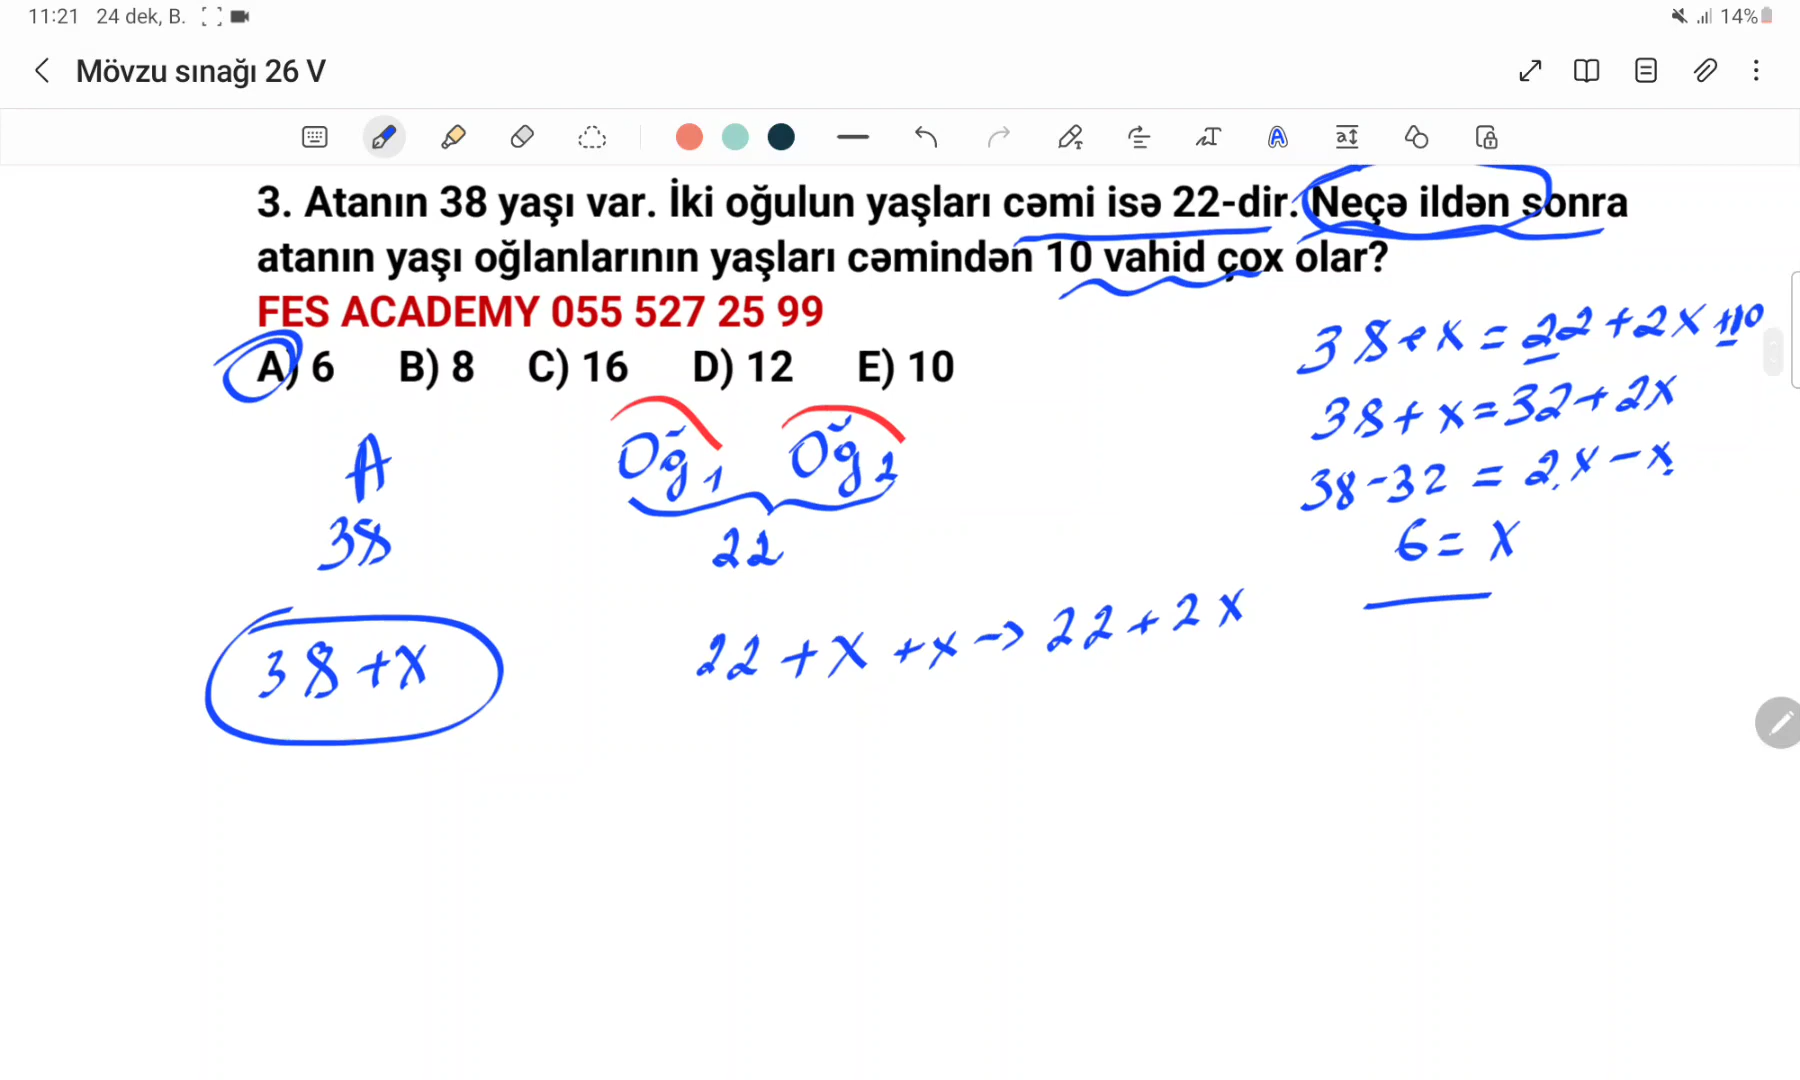 11:21 24 dek, B. 14%
Mövzu sınağı 26 V
3. Atanın 38 yaşı var. İki oğulun yaşları cəmi isə 22-dir. Neçə ildən sonra
atanın yaşı oğlanlarının yaşları cəmindən 10 vahid çox olar?
FES ACADEMY 055 527 25 99
A) 6 B) 8 C) 16 D) 12 E) 10
38+x=22+2x+10
38+x=32+2x
38-32=2x-x
6=x
A Oğ1 Oğ2
38 22
38+x 22+x+x→22+2x